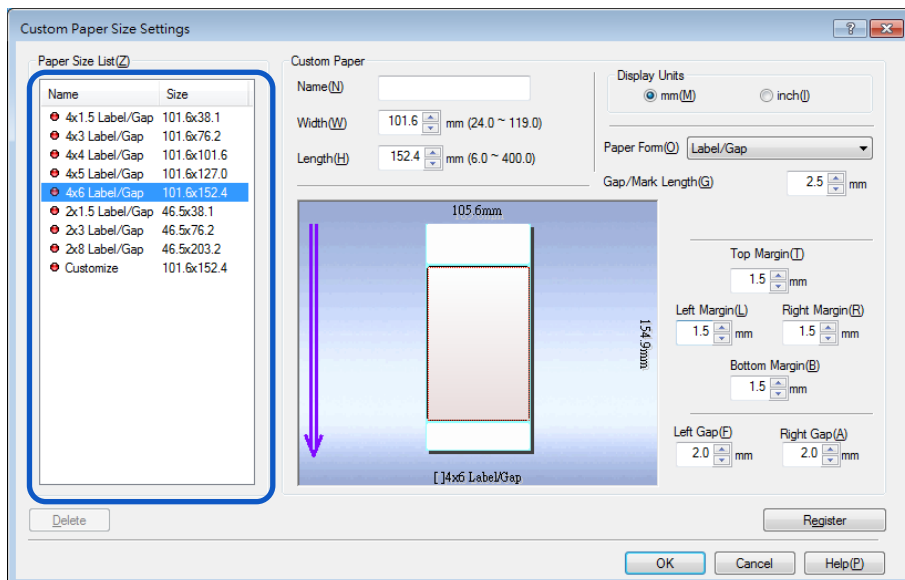 Custom Paper Size Settings
Paper Size List(Z)
Name Size
4x1.5 Label/Gap 101.6x38.1
4x3 Label/Gap 101.6x76.2
4x4 Label/Gap 101.6x101.6
4x5 Label/Gap 101.6x127.0
4x6 Label/Gap 101.6x152.4
2x1.5 Label/Gap 46.5x38.1
2x3 Label/Gap 46.5x76.2
2x8 Label/Gap 46.5x203.2
Customize 101.6x152.4
Delete
Custom Paper
Name(N)
Width(W) 101.6 mm (24.0 ~ 119.0)
Length(H) 152.4 mm (6.0 ~ 400.0)
Display Units
mm(M) inch(I)
Paper Form(O) Label/Gap
Gap/Mark Length(G) 2.5 mm
105.6mm
154.9mm
[ ]4x6 Label/Gap
Top Margin(T)
1.5 mm
Left Margin(L) Right Margin(R)
1.5 mm 1.5 mm
Bottom Margin(B)
1.5 mm
Left Gap(F) Right Gap(A)
2.0 mm 2.0 mm
Register
OK Cancel Help(P)